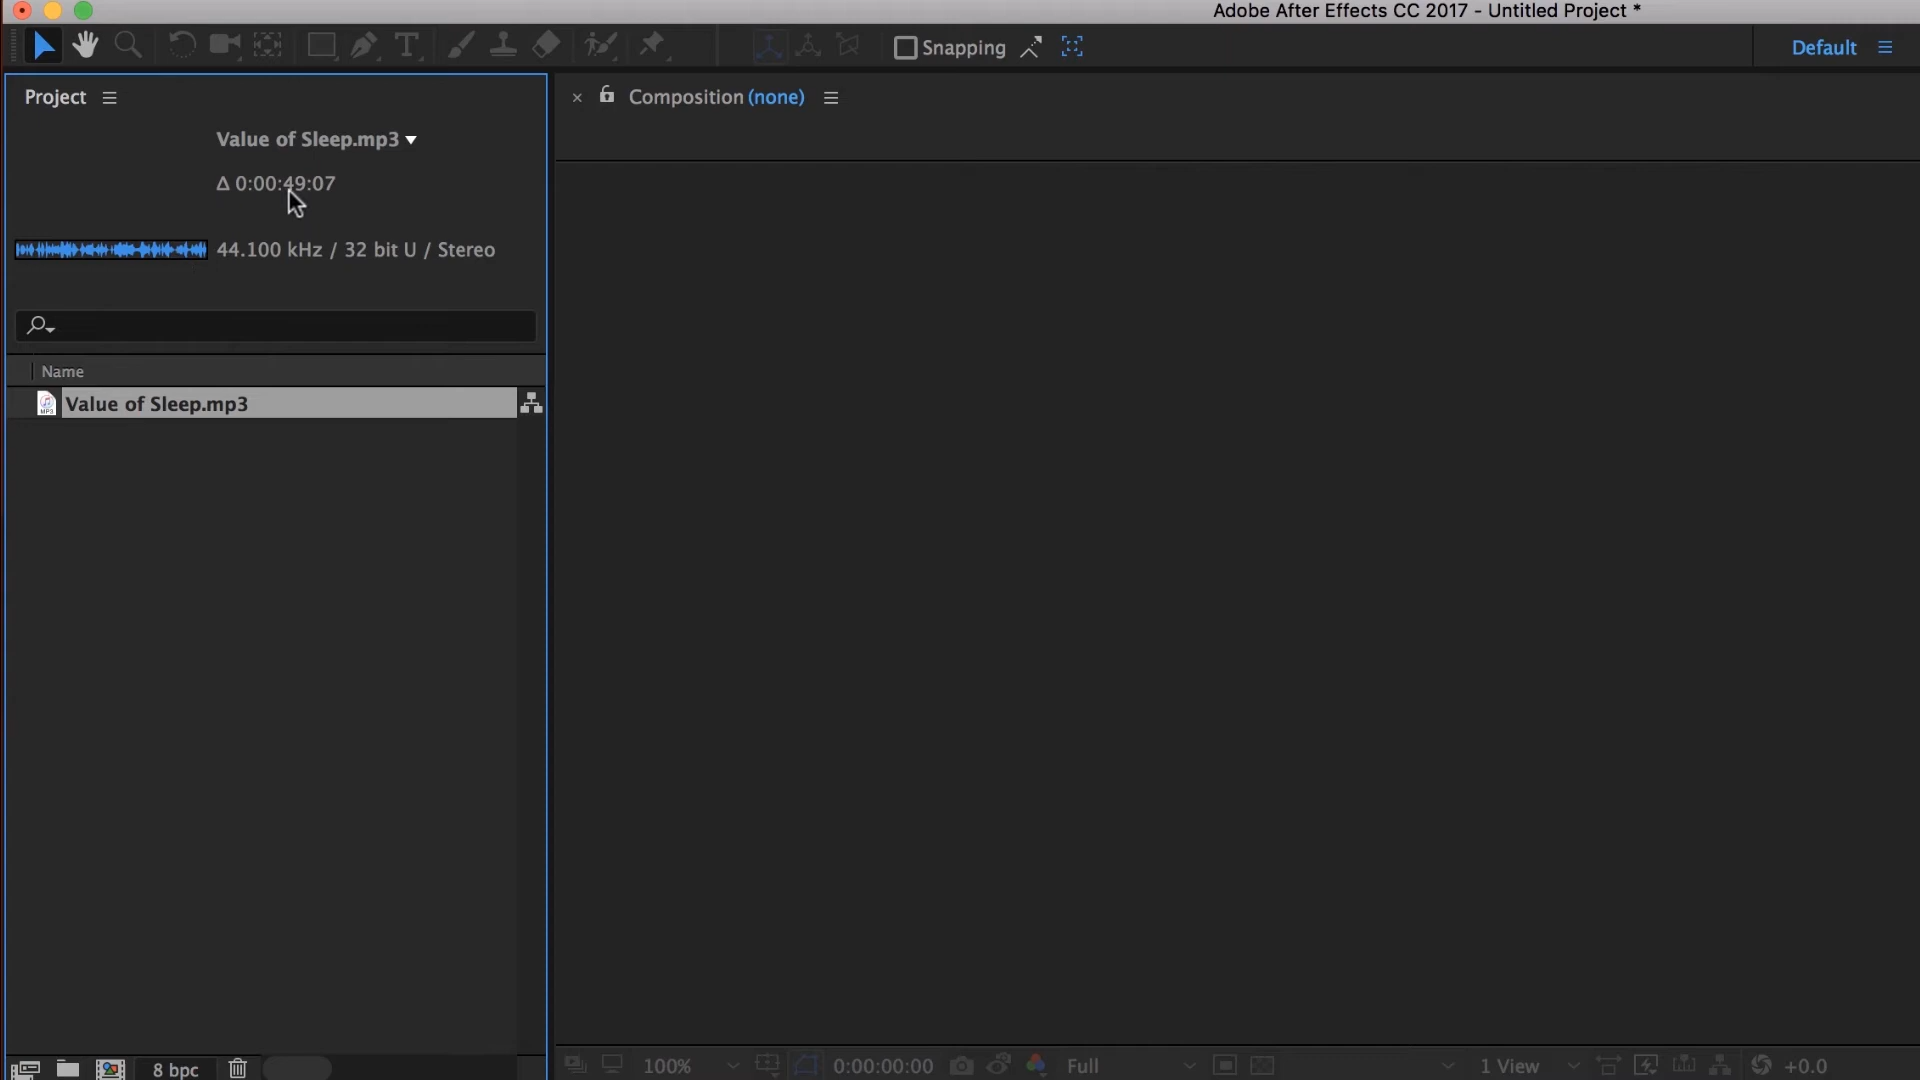 Adobe After Effects CC 2017 - Untitled Project *
Snapping
Default
Project
Composition (none)
Value of Sleep.mp3
Δ 0:00:49:07
44.100 kHz / 32 bit U / Stereo
Name
Value of Sleep.mp3
8 bpc
100%
0:00:00:00
Full
1 View
+0.0